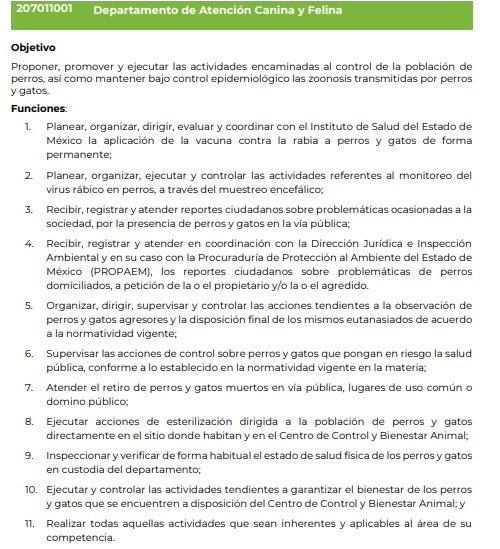 207011001 Departamento de Atención Canina y Felina
Objetivo
Proponer, promover y ejecutar las actividades encaminadas al control de la población de
perros, así como mantener bajo control epidemiológico las zoonosis transmitidas por perros
y gatos.
Funciones:
1. Planear, organizar, dirigir, evaluar y coordinar con el Instituto de Salud del Estado de
México la aplicación de la vacuna contra la rabia a perros y gatos de forma
permanente;
2. Planear, organizar, ejecutar y controlar las actividades referentes al monitoreo del
virus rábico en perros, a través del muestreo encefálico;
3. Recibir, registrar y atender reportes ciudadanos sobre problemáticas ocasionadas a la
sociedad, por la presencia de perros y gatos en la vía pública;
4. Recibir, registrar y atender en coordinación con la Dirección Jurídica e Inspección
Ambiental y en su caso con la Procuraduría de Protección al Ambiente del Estado de
México (PROPAEM), los reportes ciudadanos sobre problemáticas de perros
domiciliados, a petición de la o el propietario y/o la o el agredido.
5. Organizar, dirigir, supervisar y controlar las acciones tendientes a la observación de
perros y gatos agresores y la disposición final de los mismos eutanasiados de acuerdo
a la normatividad vigente;
6. Supervisar las acciones de control sobre perros y gatos que pongan en riesgo la salud
pública, conforme a lo establecido en la normatividad vigente en la materia;
7. Atender el retiro de perros y gatos muertos en vía pública, lugares de uso común o
domino público;
8. Ejecutar acciones de esterilización dirigida a la población de perros y gatos
directamente en el sitio donde habitan y en el Centro de Control y Bienestar Animal;
9. Inspeccionar y verificar de forma habitual el estado de salud física de los perros y gatos
en custodia del departamento;
10. Ejecutar y controlar las actividades tendientes a garantizar el bienestar de los perros
y gatos que se encuentren a disposición del Centro de Control y Bienestar Animal; y
11. Realizar todas aquellas actividades que sean inherentes y aplicables al área de su
competencia.